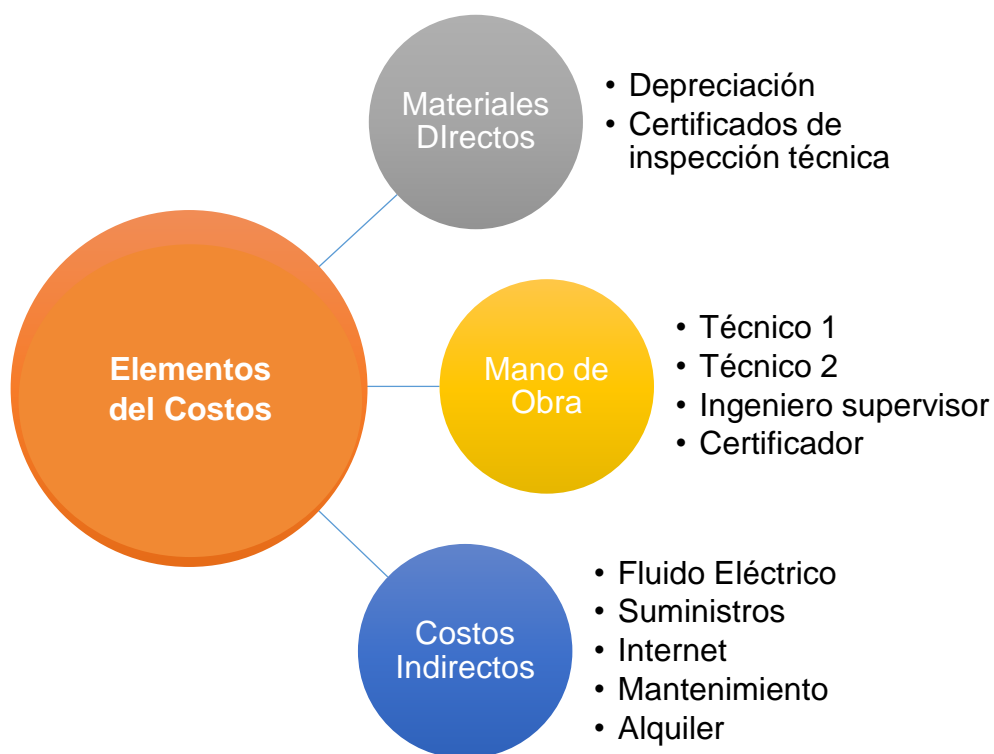 Materiales
DIrectos
• Depreciación
• Certificados de
inspección técnica
Elementos
del Costos
Mano de
Obra
• Técnico 1
• Técnico 2
• Ingeniero supervisor
• Certificador
Costos
Indirectos
• Fluido Eléctrico
• Suministros
• Internet
• Mantenimiento
• Alquiler